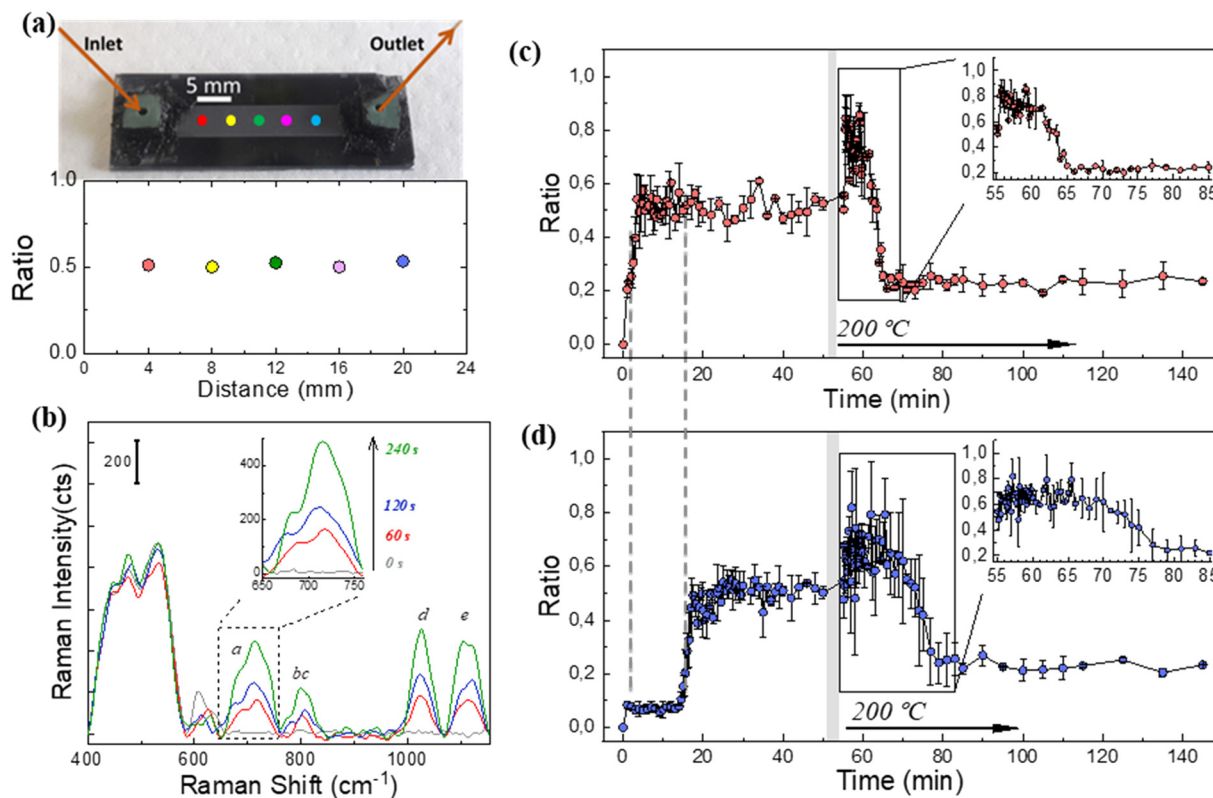 (a)
Inlet
Outlet
5 mm
1.0
0.5
0.0
Ratio
0 4 8 12 16 20 24
Distance (mm)
(b)
200
Raman Intensity(cts
400
200
0
650 700 750
240 s
120 s
60 s
0 s
a
bc
d
e
400 600 800 1000
Raman Shift (cm-1)
(c)
1,0
0,8
0,6
0,4
0,2
0,0
Ratio
1,0
0,8
0,6
0,4
0,2
55 60 65 70 75 80 85
200 °C
0 20 40 60 80 100 120 140
Time (min)
(d)
1,0
0,8
0,6
0,4
0,2
0,0
Ratio
1,0
0,8
0,6
0,4
0,2
55 60 65 70 75 80 85
200 °C
0 20 40 60 80 100 120 140
Time (min)